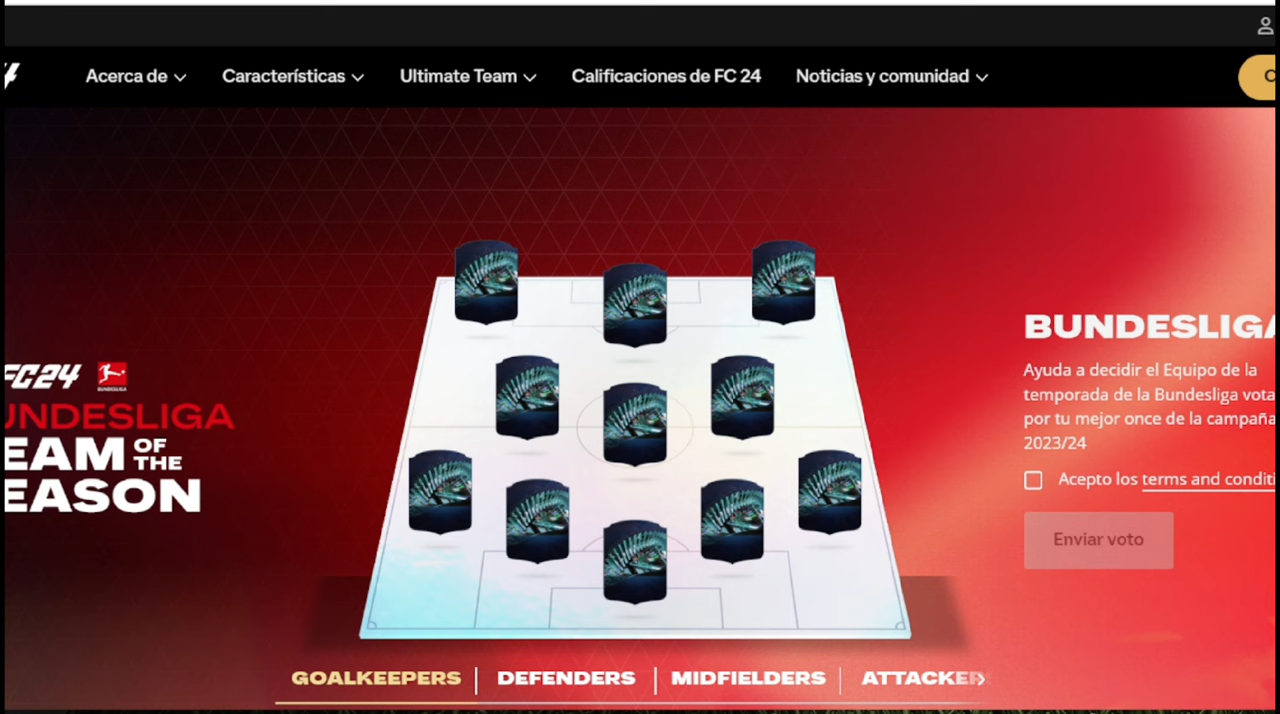 Acerca de
Características
Ultimate Team
Calificaciones de FC 24
Noticias y comunidad
FC24
BUNDESLIGA
UNDESLIGA
EAM OF THE
EASON
BUNDESLIGA
Ayuda a decidir el Equipo de la
temporada de la Bundesliga vota
por tu mejor once de la campaña
2023/24
Acepto los terms and conditi
Enviar voto
GOALKEEPERS
DEFENDERS
MIDFIELDERS
ATTACKER